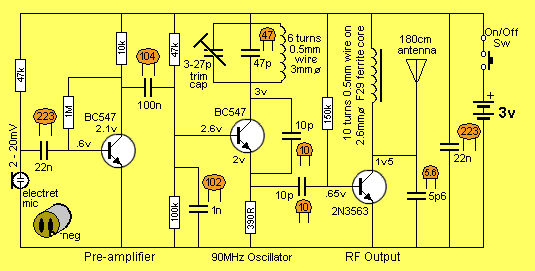 10k
104
47k
100n
3-27p
trim
cap
47
47p
6 turns
0.5mm
wire
3mmø
10 turns 0.5mm wire on
2.6mmø F29 ferrite core
180cm
antenna
On/Off
Sw
+
3v
47k
223
1M
BC547
2.1v
.6v
22n
2 - 20mV
electret
mic
neg
BC547
3v
2.6v
2v
10p
10
150k
102
1n
100k
390R
10p
10
.65v
2N3563
1v5
5.6
5p6
223
22n
Pre-amplifier
90MHz Oscillator
RF Output